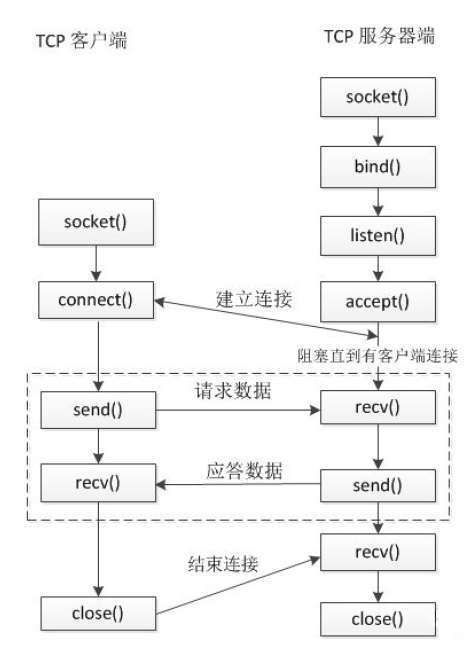 TCP 客户端
TCP 服务器端
socket()
bind()
socket()
listen()
connect()
建立连接
accept()
阻塞直到有客户端连接
send()
请求数据
recv()
recv()
应答数据
send()
结束连接
recv()
close()
close()